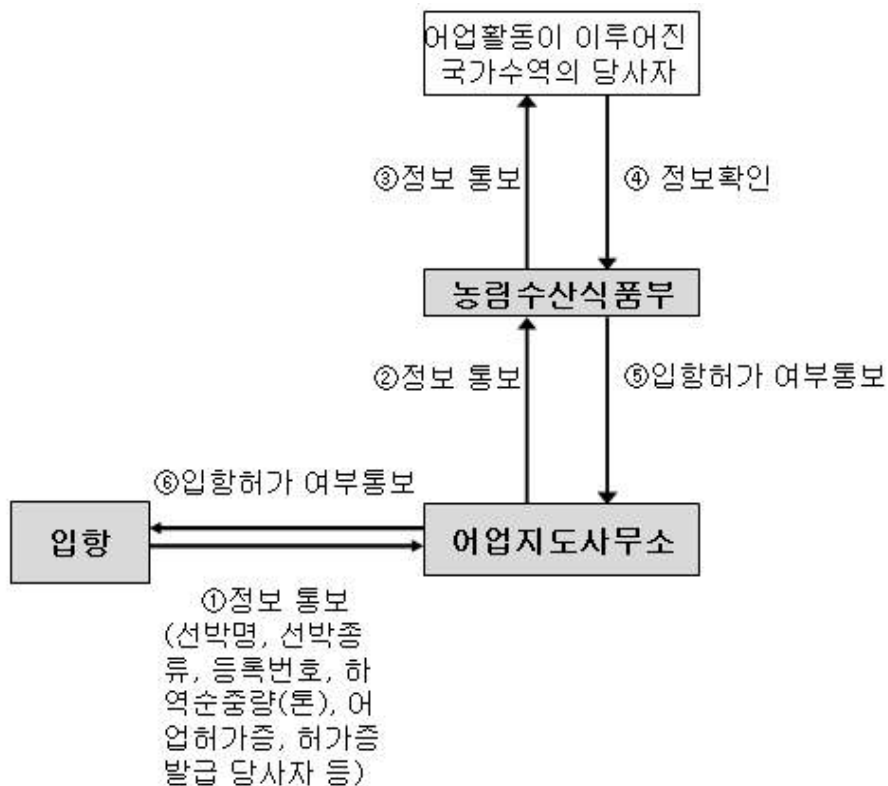 어업활동이 이루어진
국가수역의 당사자
③정보 통보
④ 정보확인
농림수산식품부
②정보 통보
⑤입항허가 여부통보
⑥입항허가 여부통보
입항
어업지도사무소
①정보 통보
(선박명, 선박종
류, 등록번호, 하
역순중량(톤), 어
업허가증, 허가증
발급 당사자 등)